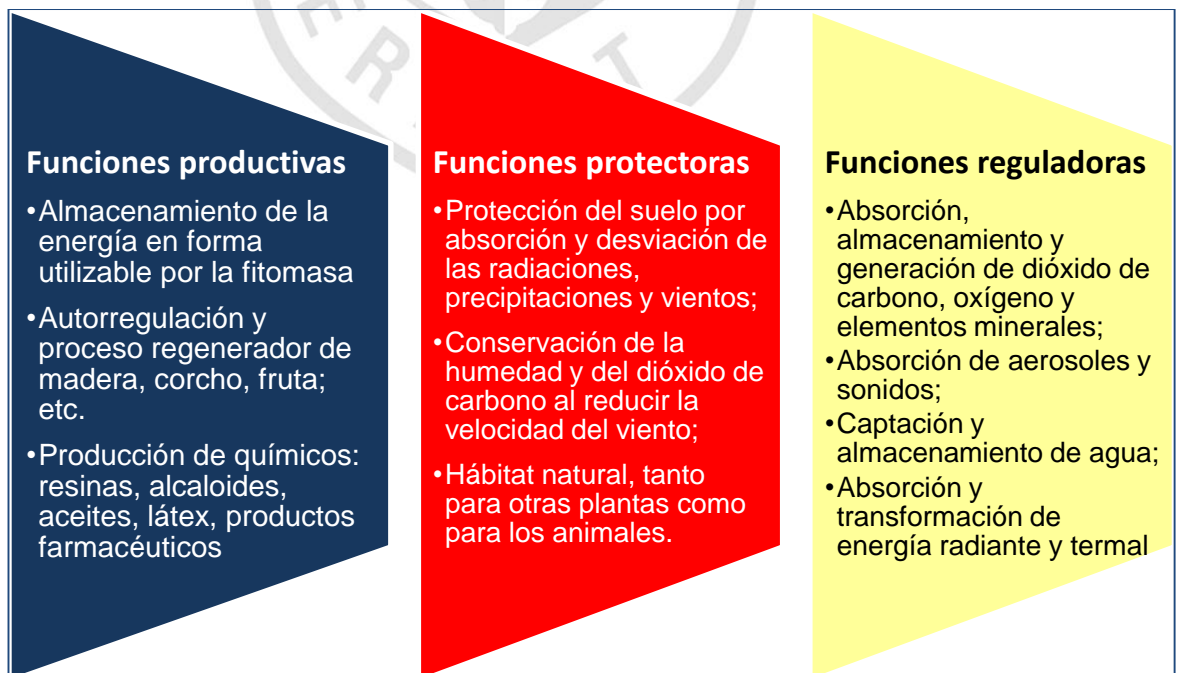 E R T
Funciones productivas
•Almacenamiento de la
energía en forma
utilizable por la fitomasa
•Autorregulación y
proceso regenerador de
madera, corcho, fruta;
etc.
•Producción de químicos:
resinas, alcaloides,
aceites, látex, productos
farmacéuticos
Funciones protectoras
•Protección del suelo por
absorción y desviación de
las radiaciones,
precipitaciones y vientos;
•Conservación de la
humedad y del dióxido de
carbono al reducir la
velocidad del viento;
•Hábitat natural, tanto
para otras plantas como
para los animales.
Funciones reguladoras
•Absorción,
almacenamiento y
generación de dióxido de
carbono, oxígeno y
elementos minerales;
•Absorción de aerosoles y
sonidos;
•Captación y
almacenamiento de agua;
•Absorción y
transformación de
energía radiante y termal